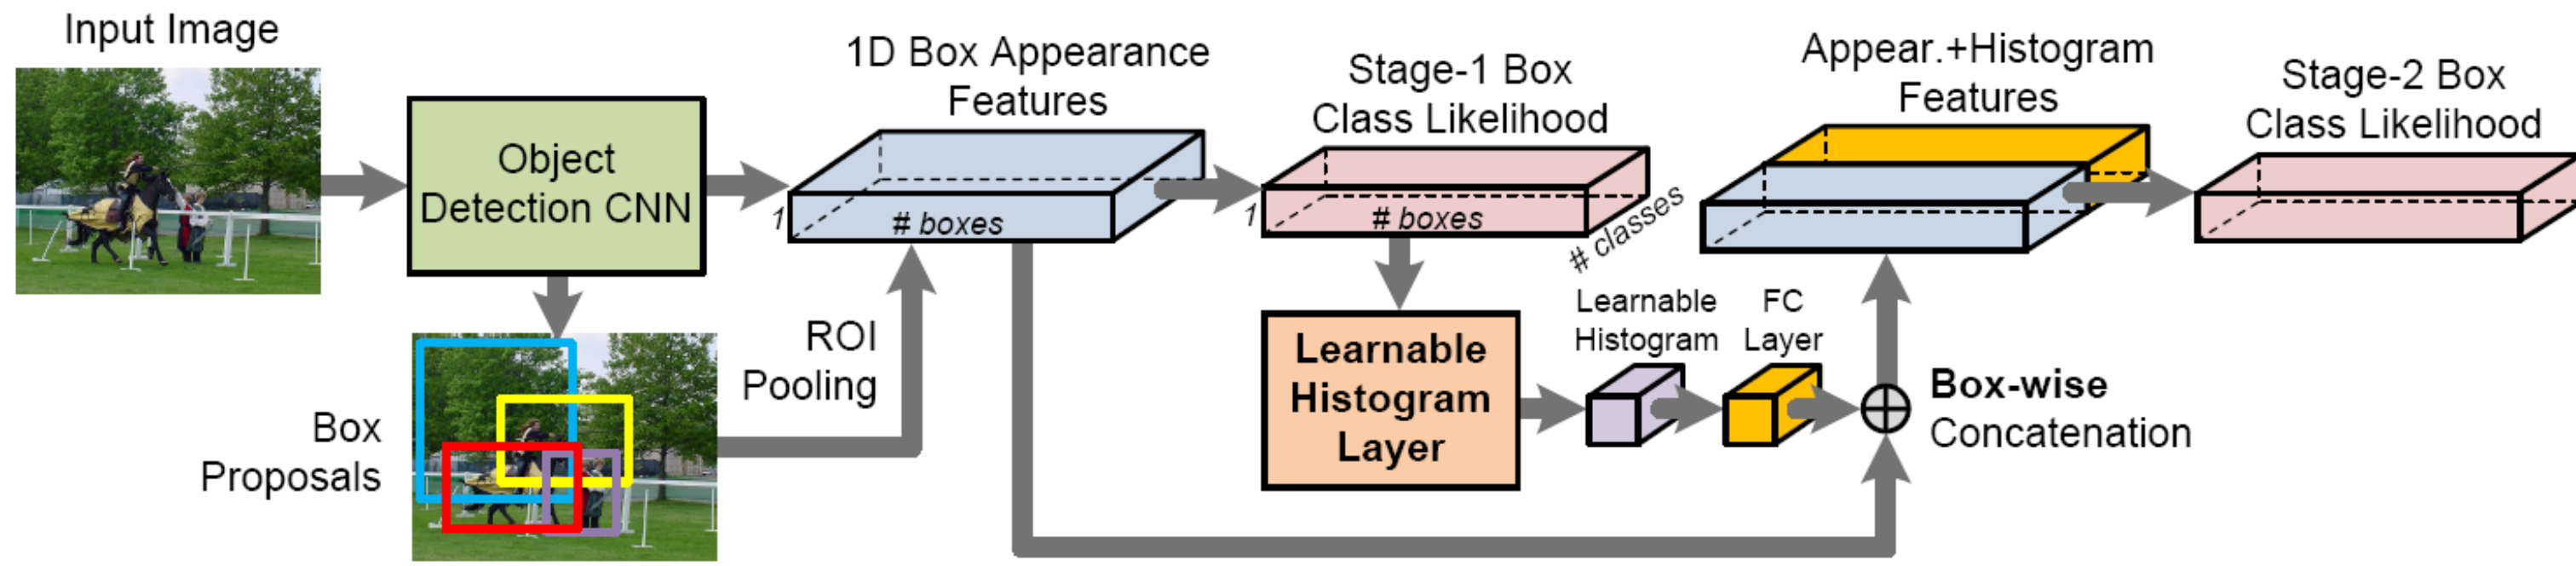 Input Image
Object
Detection CNN
Box
Proposals
ROI
Pooling
1D Box Appearance
Features
1
# boxes
Stage-1 Box
Class Likelihood
1
# boxes
# classes
Learnable
Histogram
Layer
Learnable
Histogram
FC
Layer
Box-wise
Concatenation
Appear.+Histogram
Features
Stage-2 Box
Class Likelihood